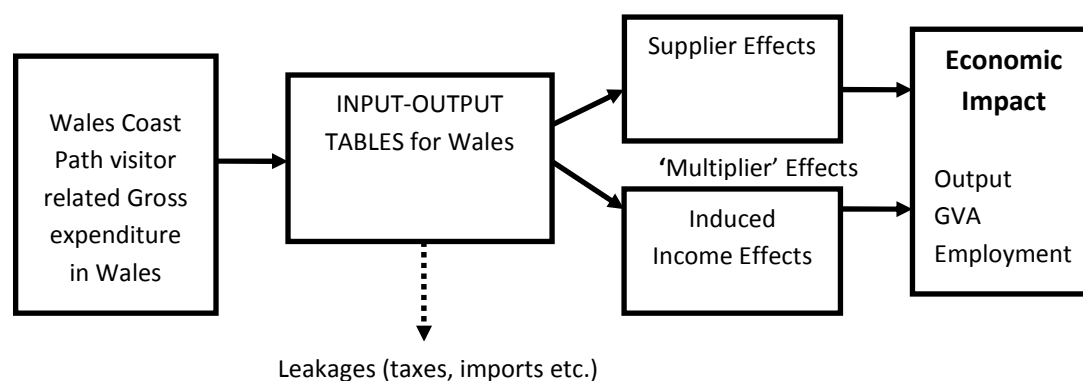 Wales Coast
Path visitor
related Gross
expenditure
in Wales
INPUT-OUTPUT
TABLES for Wales
Supplier Effects
‘Multiplier’ Effects
Induced
Income Effects
Economic
Impact
Output
GVA
Employment
Leakages (taxes, imports etc.)